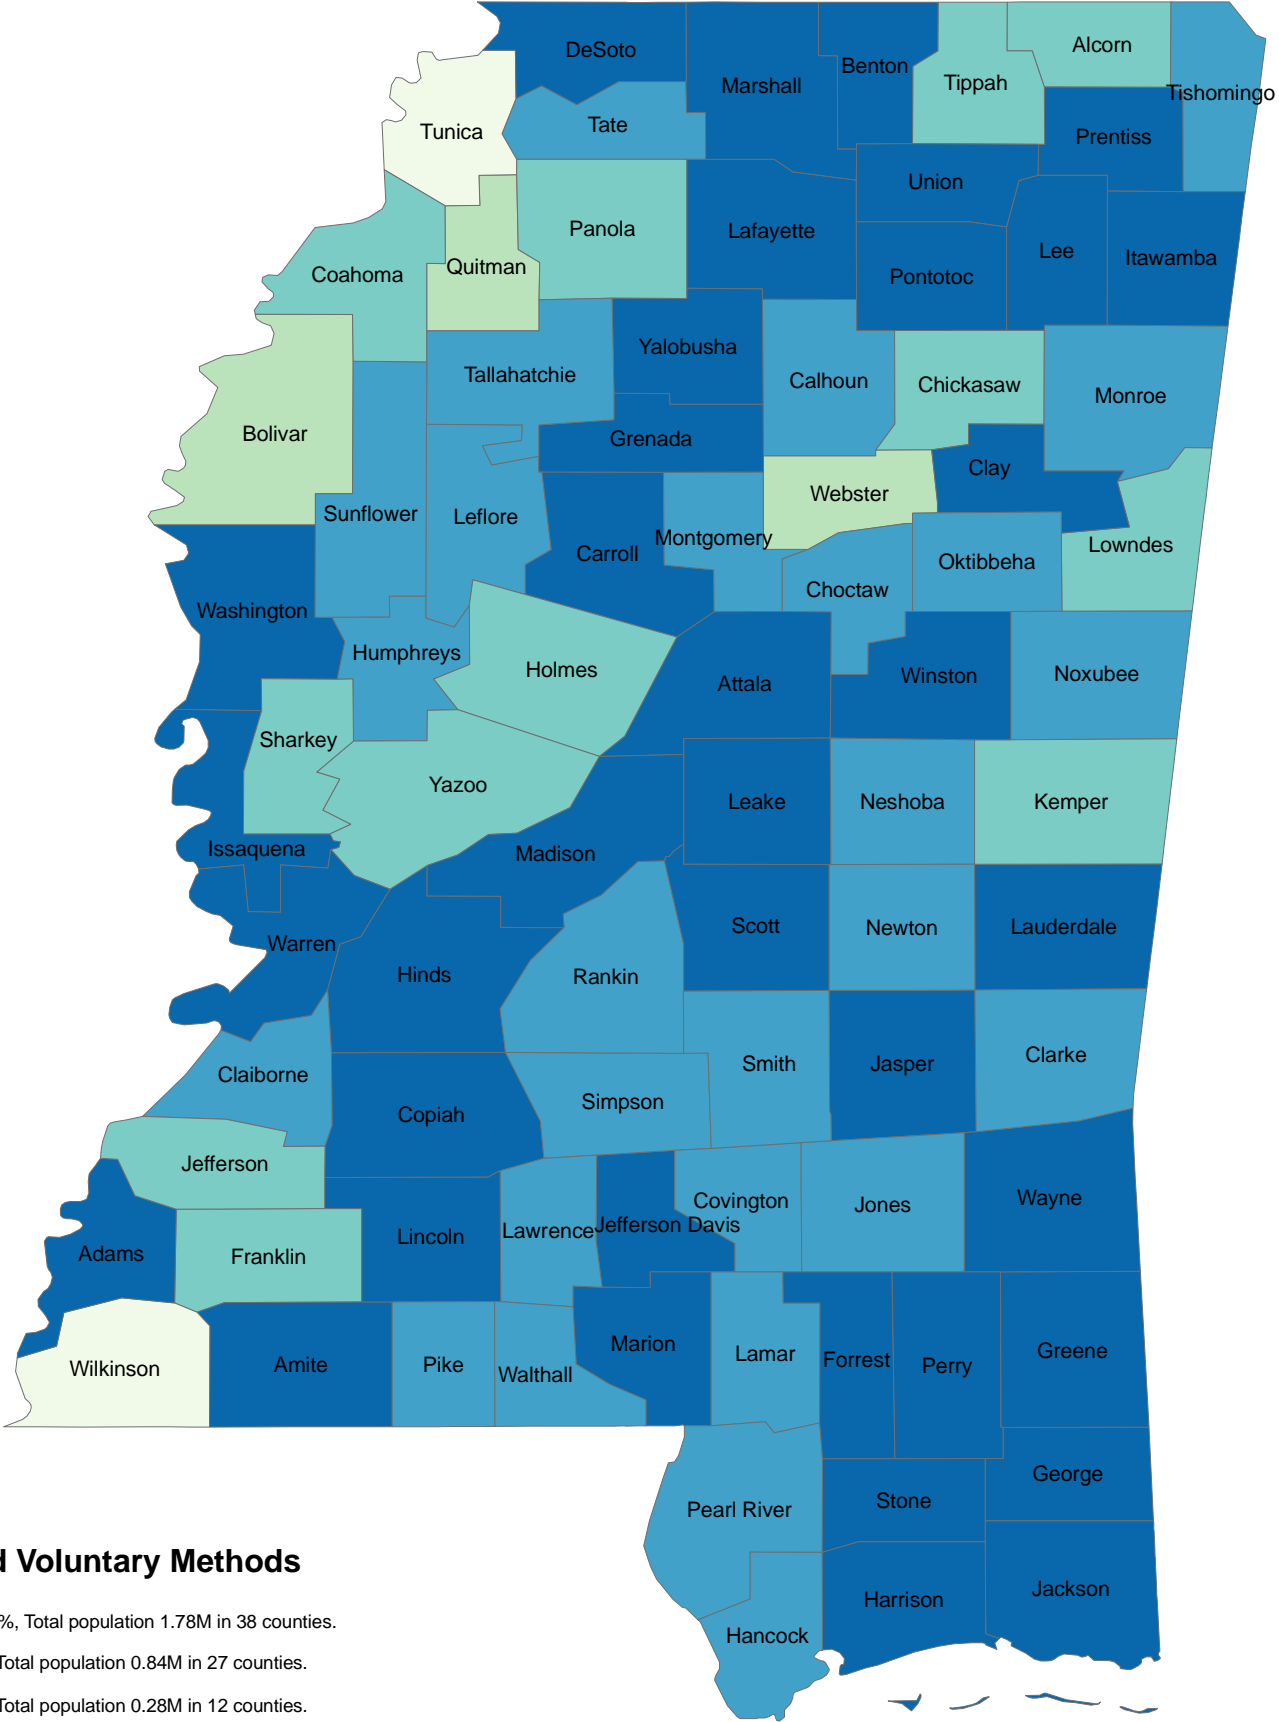 DeSoto
Marshall
Benton
Tippah
Alcorn
Tishomingo
Tunica
Tate
Prentiss
Union
Panola
Lafayette
Coahoma
Quitman
Pontotoc
Lee
Itawamba
Yalobusha
Tallahatchie
Calhoun
Chickasaw
Monroe
Bolivar
Grenada
Clay
Webster
Sunflower
Leflore
Montgomery
Carroll
Lowndes
Oktibbeha
Choctaw
Washington
Humphreys
Holmes
Attala
Winston
Noxubee
Sharkey
Yazoo
Leake
Neshoba
Kemper
Issaquena
Madison
Warren
Scott
Newton
Lauderdale
Hinds
Rankin
Claiborne
Smith
Jasper
Clarke
Copiah
Simpson
Jefferson
Covington
Jones
Wayne
Lincoln
Lawrence
Jefferson Davis
Adams
Franklin
Wilkinson
Amite
Pike
Walthall
Marion
Lamar
Forrest
Perry
Greene
George
Pearl River
Stone
Jackson
Harrison
Hancock
Voluntary Methods
%, Total population 1.78M in 38 counties.
Total population 0.84M in 27 counties.
Total population 0.28M in 12 counties.